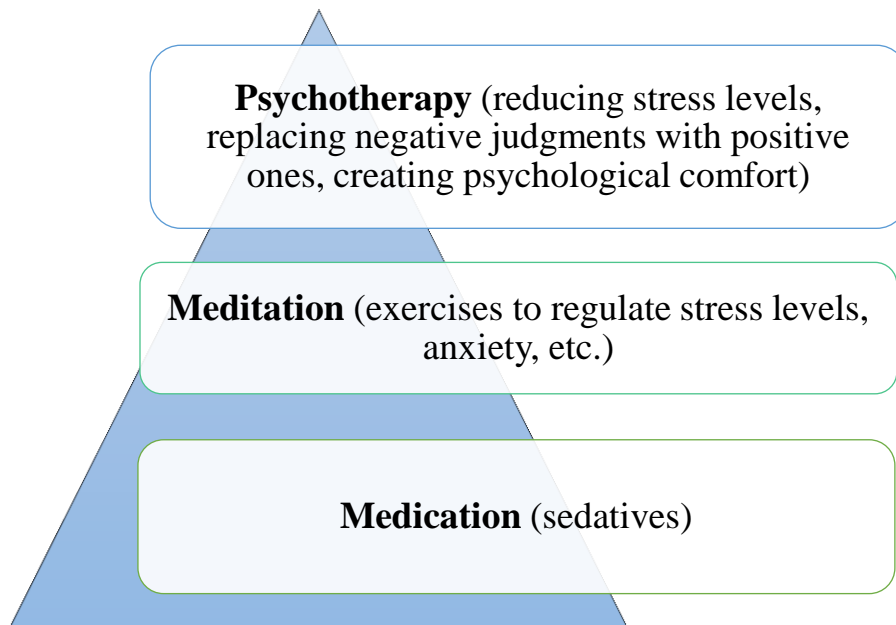 Psychotherapy (reducing stress levels,
replacing negative judgments with positive
ones, creating psychological comfort)
Meditation (exercises to regulate stress levels,
anxiety, etc.)
Medication (sedatives)